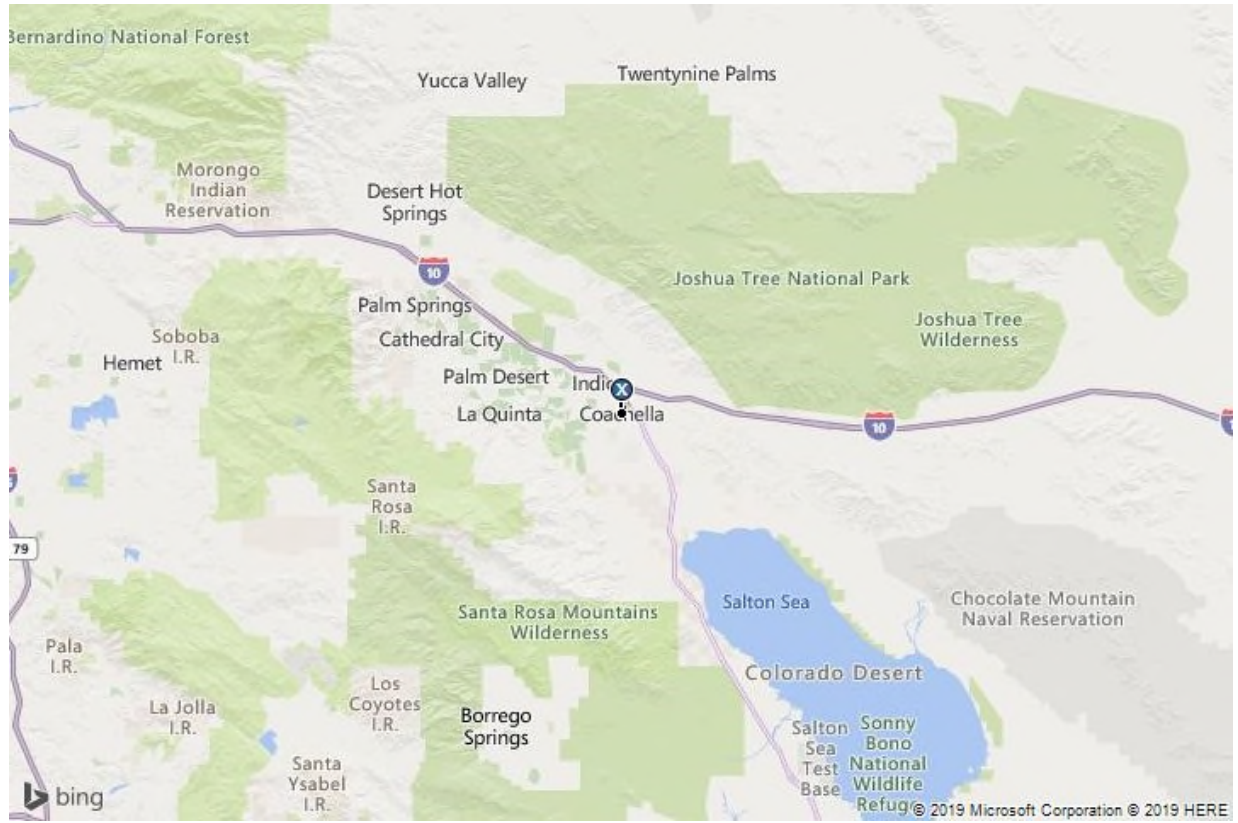 Bernardino National Forest
Yucca Valley
Twentynine Palms
Morongo
Indian
Reservation
Desert Hot
Springs
10
Joshua Tree National Park
Palm Springs
Joshua Tree
Wilderness
Soboba
I.R.
Cathedral City
Hemet
Palm Desert
Indio
X
La Quinta
Coachella
10
Santa
Rosa
I.R.
79
Salton Sea
Chocolate Mountain
Naval Reservation
Santa Rosa Mountains
Wilderness
Pala
I.R.
Colorado Desert
Los
Coyotes
I.R.
La Jolla
I.R.
Borrego
Springs
Salton
Sea
Test
Base
Sonny
Bono
National
Wildlife
Refuge
Santa
Ysabel
I.R.
bing
© 2019 Microsoft Corporation © 2019 HERE